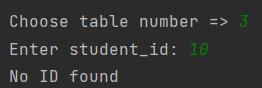 Choose table number => 3
Enter student_id: 10
No ID found